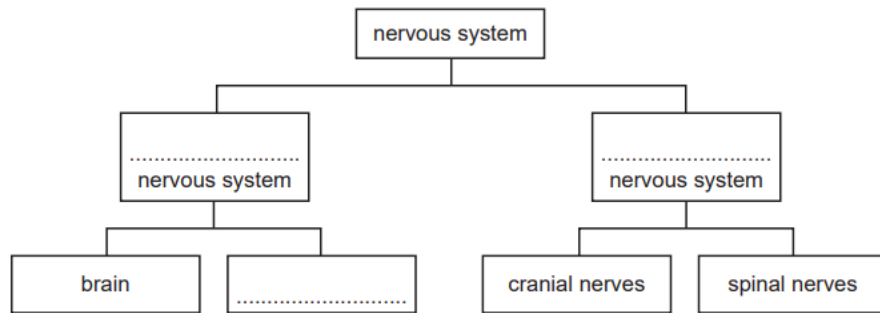 nervous system
............................
nervous system
............................
nervous system
brain
............................
cranial nerves
spinal nerves